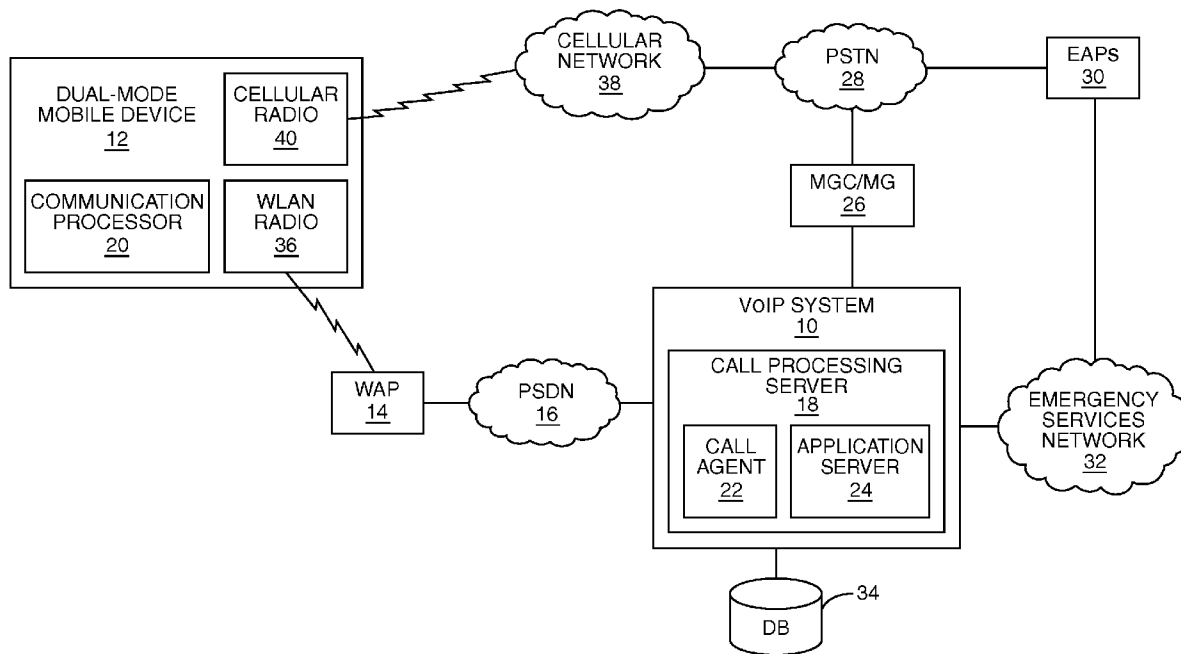 DUAL-MODE
MOBILE DEVICE
12
CELLULAR
RADIO
40
COMMUNICATION
PROCESSOR
20
WLAN
RADIO
36
CELLULAR
NETWORK
38
PSTN
28
EAPs
30
MGC/MG
26
WAP
14
PSDN
16
VoIP SYSTEM
10
CALL PROCESSING
SERVER
18
CALL
AGENT
22
APPLICATION
SERVER
24
EMERGENCY
SERVICES
NETWORK
32
34
DB